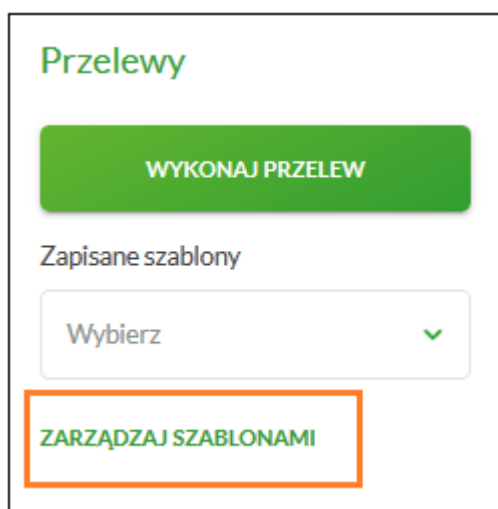 Przelewy
WYKONAJ PRZELEW
Zapisane szablony
Wybierz
ZARZĄDZAJ SZABLONAMI